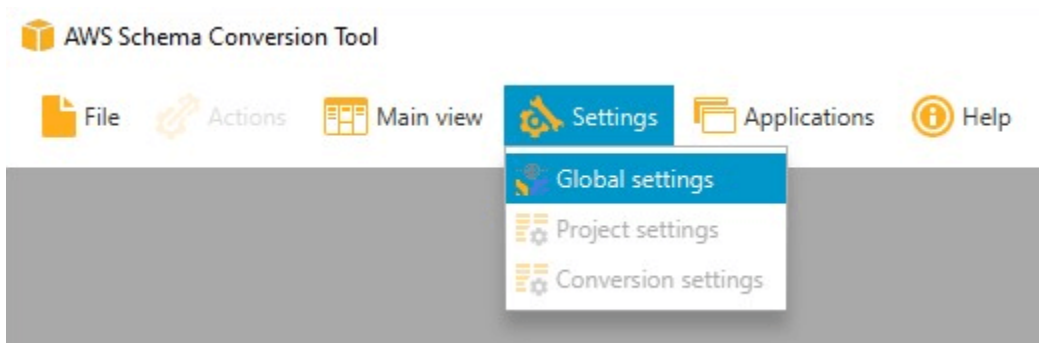 AWS Schema Conversion Tool
File Actions Main view Settings Applications Help
Global settings
Project settings
Conversion settings